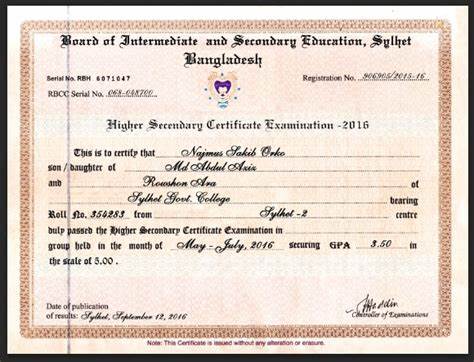 Board of Intermediate and Secondary Education, Sylhet
Bangladesh
Serial No. RBH 6071047
Registration No. 906905/2015-16
RBCC Serial No. 068-058700
Higher Secondary Certificate Examination -2016
This is to certify that Najmus Sakib Orko
son / daughter of Md Abdul Aziz
and Rowshon Ara
of Sylhet Govt. College bearing
Roll No. 354283 from Sylhet-2 centre
duly passed the Higher Secondary Certificate Examination in
group held in the month of May-July, 2016 securing GPA 3.50 in
the scale of 5.00 .
Date of publication
of results: Sylhet, September 12, 2016
Controller of Examinations
Note: This Certificate is issued without any alteration or erasure.